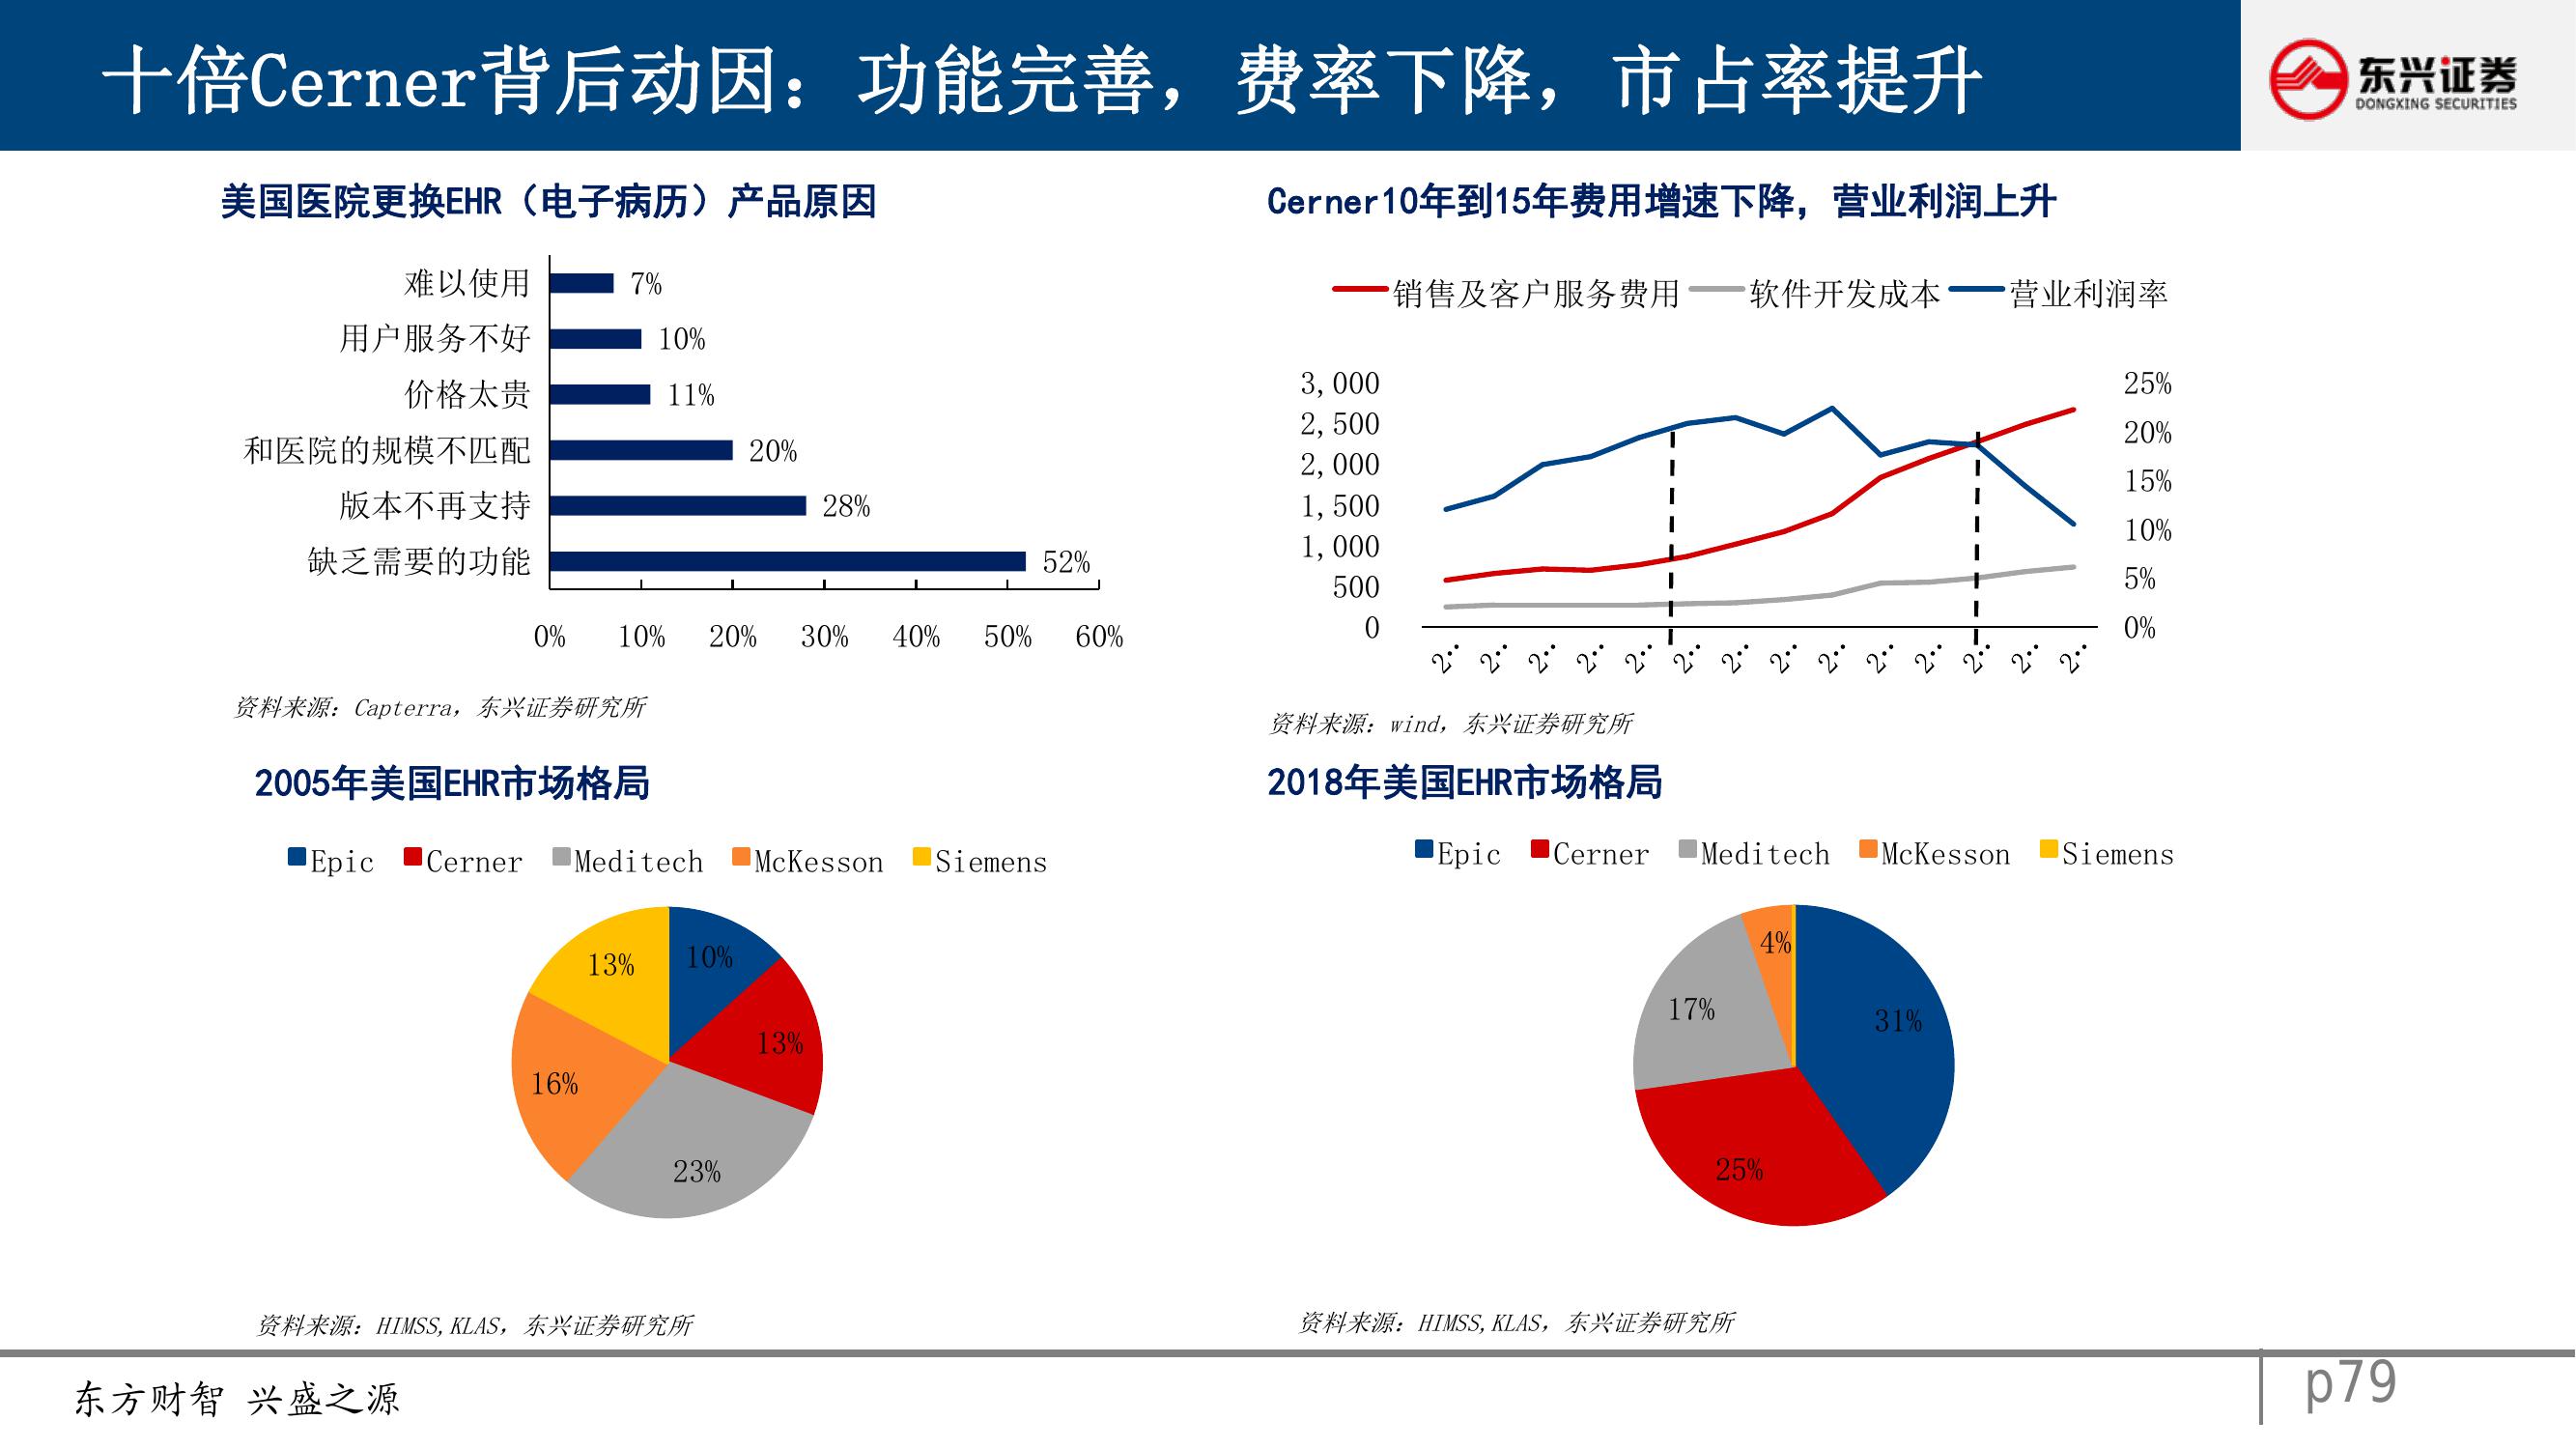 十倍Cerner背后动因：功能完善，费率下降，市占率提升
东兴证券
DONGXING SECURITIES
美国医院更换EHR（电子病历）产品原因
难以使用
7%
用户服务不好
10%
价格太贵
11%
和医院的规模不匹配
20%
版本不再支持
28%
缺乏需要的功能
52%
0% 10% 20% 30% 40% 50% 60%
资料来源：Capterra，东兴证券研究所
Cerner10年到15年费用增速下降，营业利润上升
销售及客户服务费用 软件开发成本 营业利润率
3,000
2,500
2,000
1,500
1,000
500
0
25%
20%
15%
10%
5%
0%
2… 2… 2… 2… 2… 2… 2… 2… 2… 2… 2… 2… 2… 2…
资料来源：wind，东兴证券研究所
2005年美国EHR市场格局
Epic Cerner Meditech McKesson Siemens
10%
13%
23%
16%
13%
资料来源：HIMSS,KLAS，东兴证券研究所
2018年美国EHR市场格局
Epic Cerner Meditech McKesson Siemens
31%
25%
17%
4%
资料来源：HIMSS,KLAS，东兴证券研究所
东方财智 兴盛之源
p79